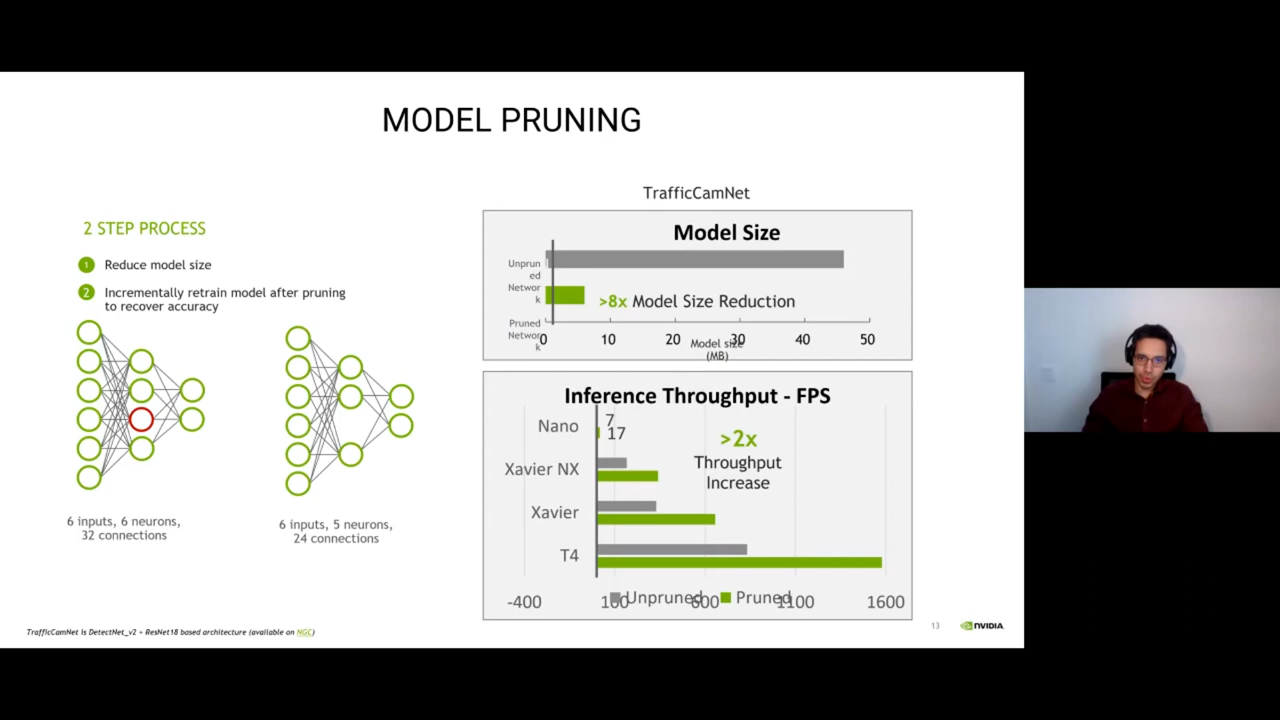 MODEL PRUNING
2 STEP PROCESS
1 Reduce model size
2 Incrementally retrain model after pruning
to recover accuracy
6 inputs, 6 neurons,
32 connections
6 inputs, 5 neurons,
24 connections
TrafficCamNet
Model Size
Unprun
ed
Networ
k
>8x Model Size Reduction
Pruned
Networ
k
0 10 20 30 40 50
Model size
(MB)
Inference Throughput - FPS
Nano
7
17
>2x
Throughput
Increase
Xavier NX
Xavier
T4
Unpruned Pruned
-400 100 600 1100 1600
TrafficCamNet is DetectNet_v2 + ResNet18 based architecture (available on NGC)
13
NVIDIA